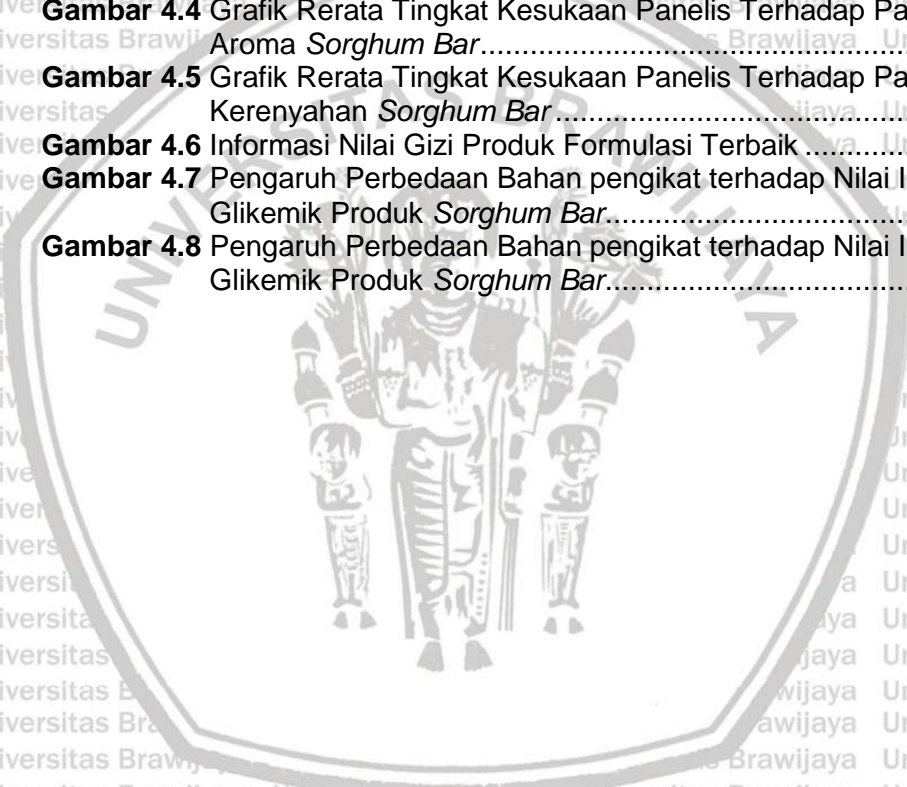 Gambar 4.4 Grafik Rerata Tingkat Kesukaan Panelis Terhadap Pa
Aroma Sorghum Bar..........................................................
Gambar 4.5 Grafik Rerata Tingkat Kesukaan Panelis Terhadap Pa
Kerenyahan Sorghum Bar ..................................................
Gambar 4.6 Informasi Nilai Gizi Produk Formulasi Terbaik ..............
Gambar 4.7 Pengaruh Perbedaan Bahan pengikat terhadap Nilai I
Glikemik Produk Sorghum Bar..........................................
Gambar 4.8 Pengaruh Perbedaan Bahan pengikat terhadap Nilai I
Glikemik Produk Sorghum Bar..........................................
UNIVERSITAS BRAWIJAYA